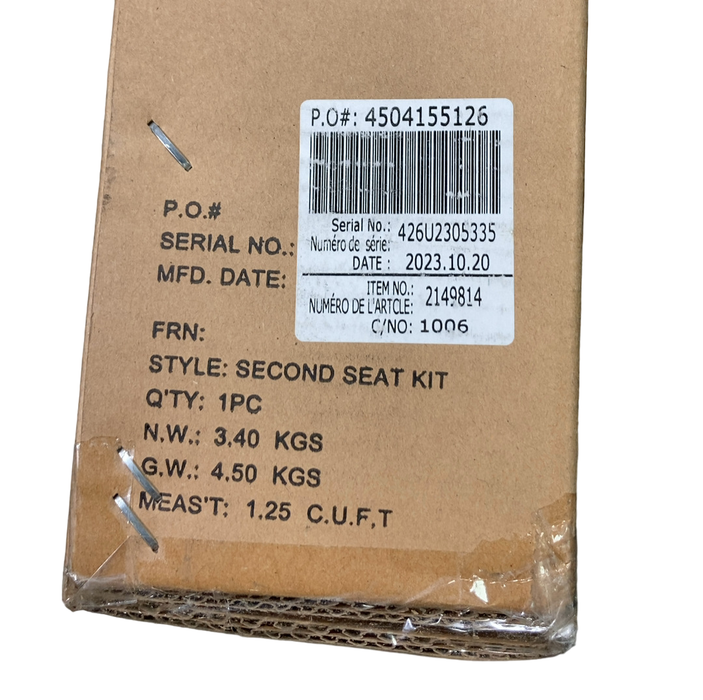 P.O#: 4504155126
Serial No.: 426U2305335
Numéro de série:
DATE : 2023.10.20
ITEM NO.: 2149814
NUMÉRO DE L'ARTCLE:
C/NO: 1006
P.O.#
SERIAL NO.:
MFD. DATE:
FRN:
STYLE: SECOND SEAT KIT
Q'TY: 1PC
N.W.: 3.40 KGS
G.W.: 4.50 KGS
MEAS'T: 1.25 C.U.F.T